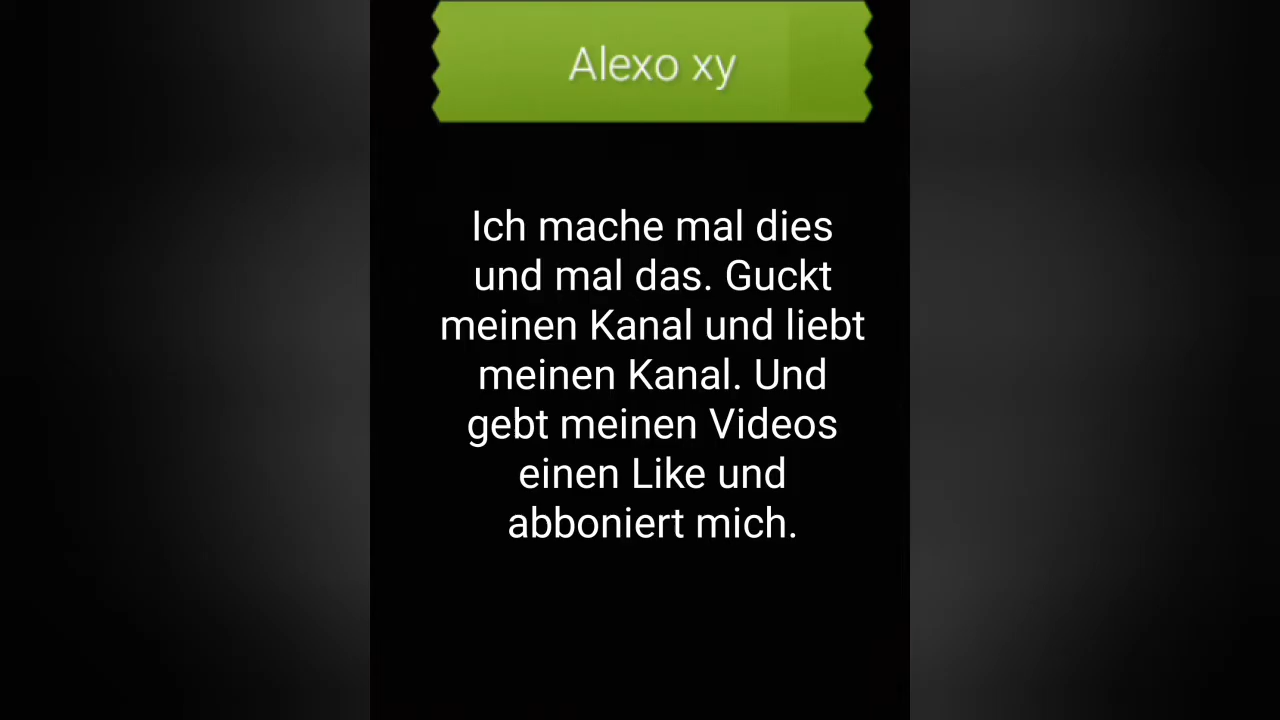 Alexo xy
Ich mache mal dies
und mal das. Guckt
meinen Kanal und liebt
meinen Kanal. Und
gebt meinen Videos
einen Like und
abboniert mich.